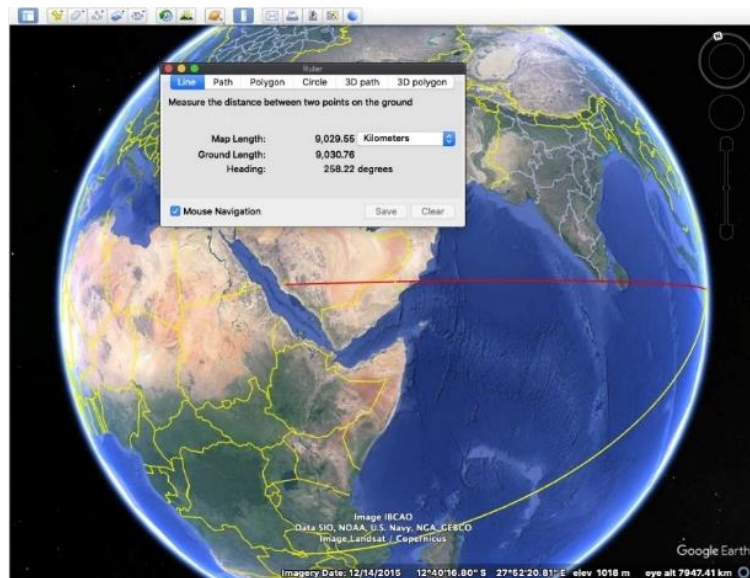 Ruler
Line Path Polygon Circle 3D path 3D polygon
Measure the distance between two points on the ground
Map Length: 9,029.55 Kilometers
Ground Length: 9,030.76
Heading: 258.22 degrees
Mouse Navigation Save Clear
N
Image IBCAO
Data SIO, NOAA, U.S. Navy, NGA, GEBCO
Image Landsat / Copernicus
Google Earth
Imagery Date: 12/14/2015 12°40'16.80" S 27°52'20.81" E elev 1016 m eye alt 7947.41 km